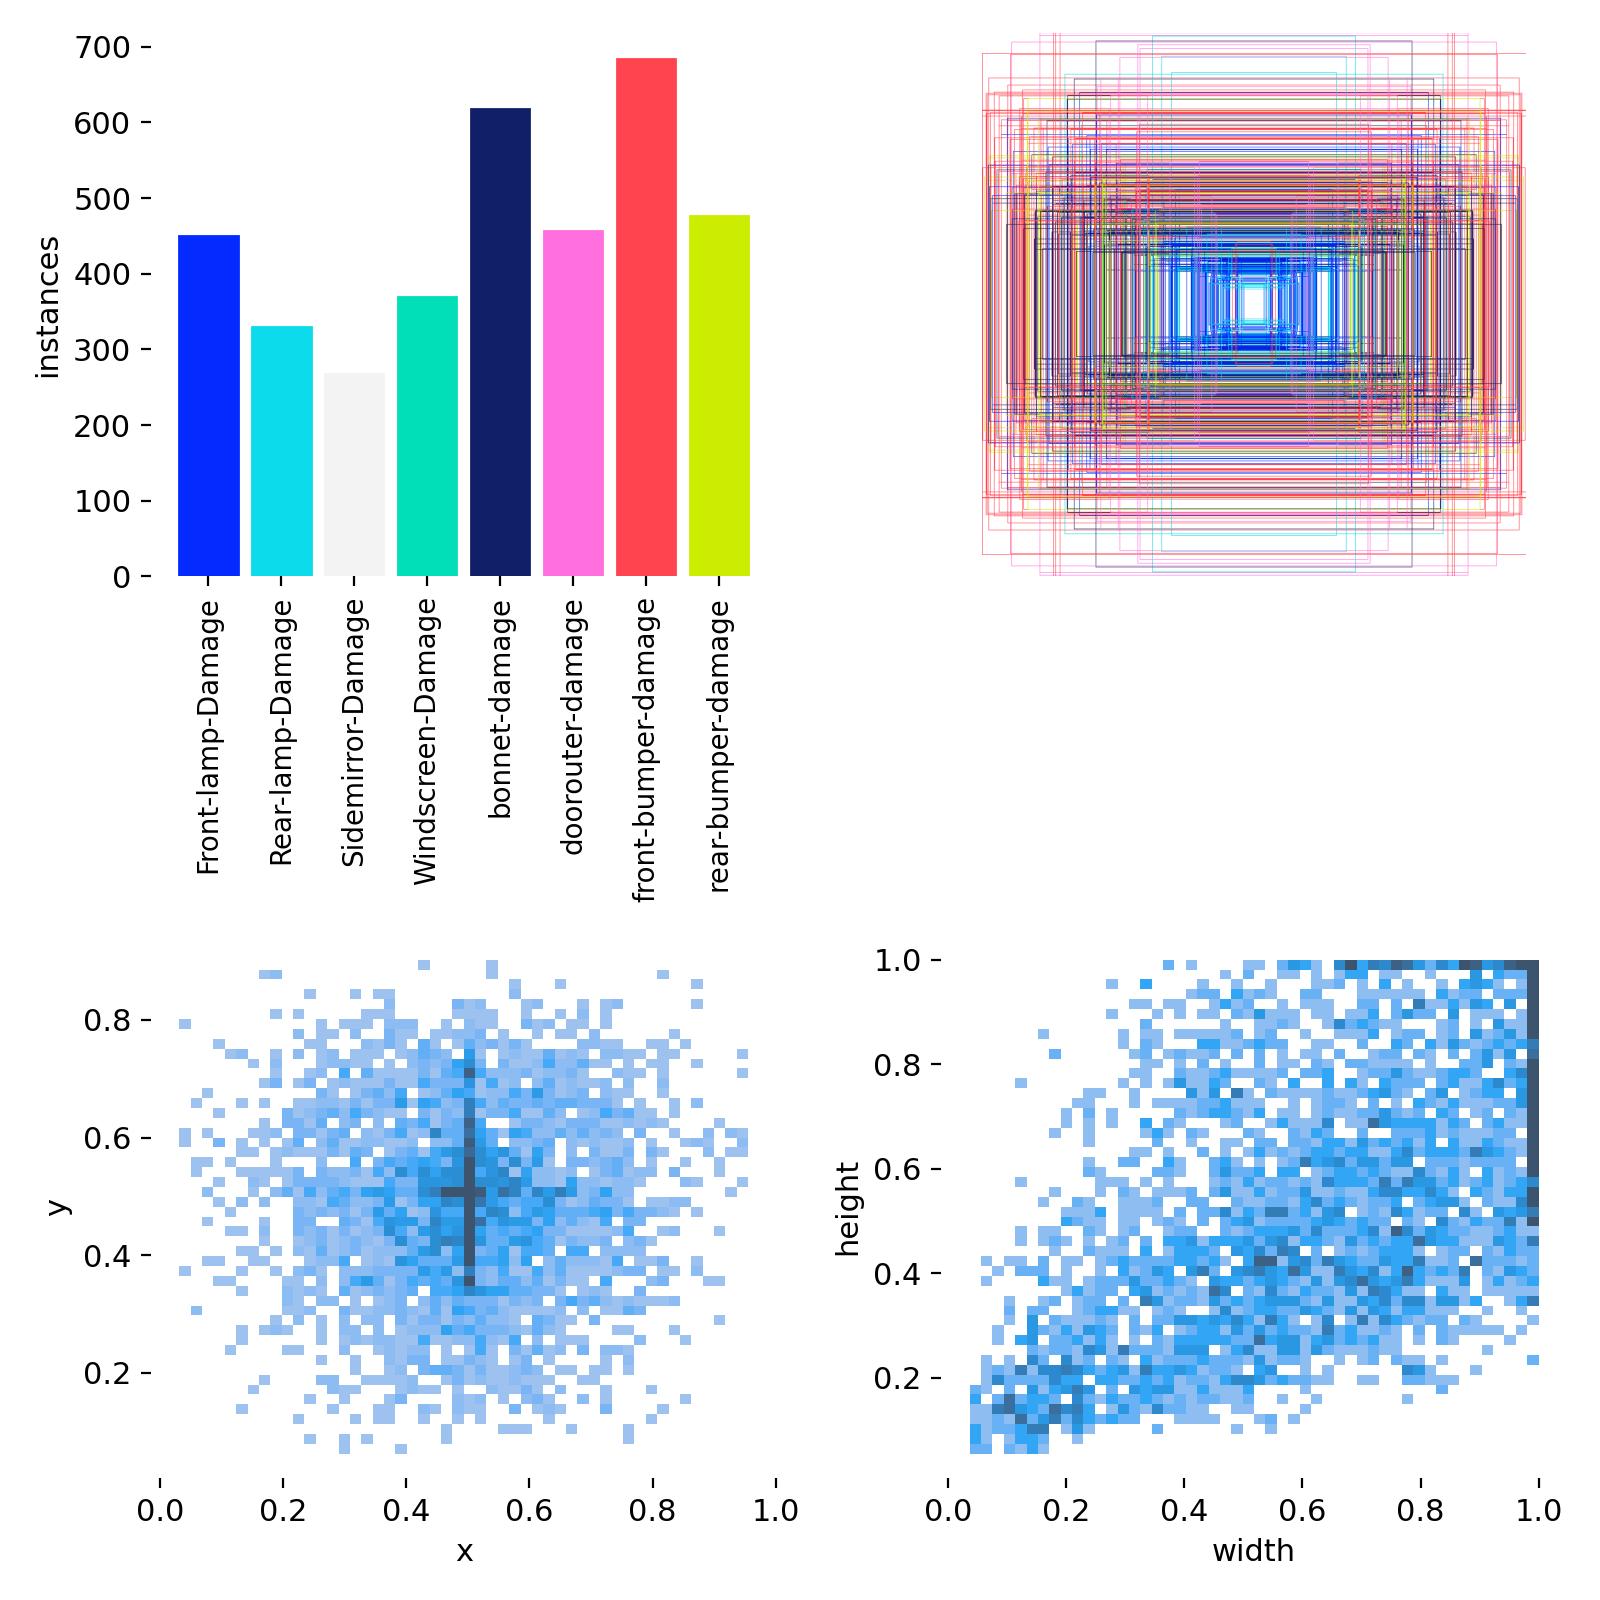 700
600
500
400
300
200
100
0
instances
Front-lamp-Damage
Rear-lamp-Damage
Sidemirror-Damage
Windscreen-Damage
bonnet-damage
doorouter-damage
front-bumper-damage
rear-bumper-damage
0.8
0.6
0.4
0.2
y
0.0 0.2 0.4 0.6 0.8 1.0
x
1.0
0.8
0.6
0.4
0.2
height
0.0 0.2 0.4 0.6 0.8 1.0
width